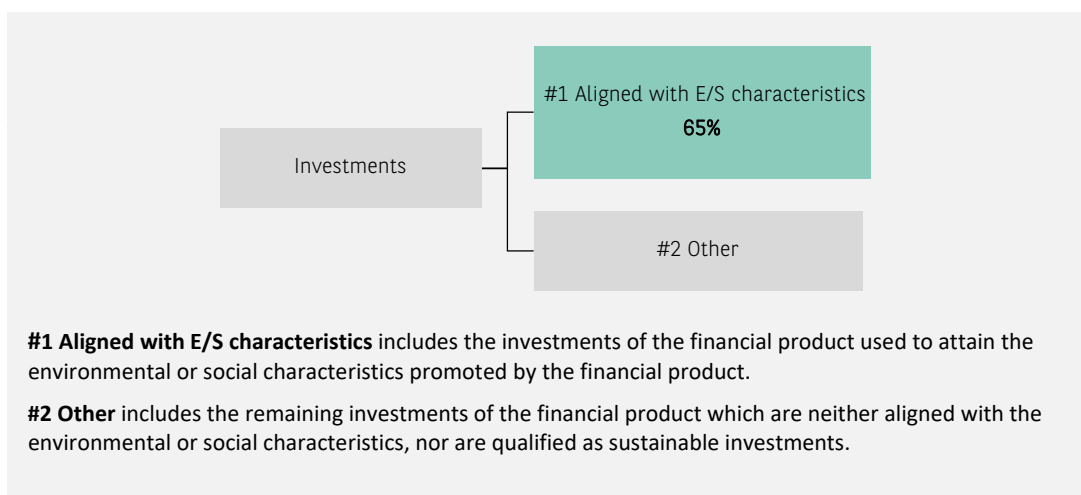 #1 Aligned with E/S characteristics
65%
Investments
#2 Other
#1 Aligned with E/S characteristics includes the investments of the financial product used to attain the
environmental or social characteristics promoted by the financial product.
#2 Other includes the remaining investments of the financial product which are neither aligned with the
environmental or social characteristics, nor are qualified as sustainable investments.